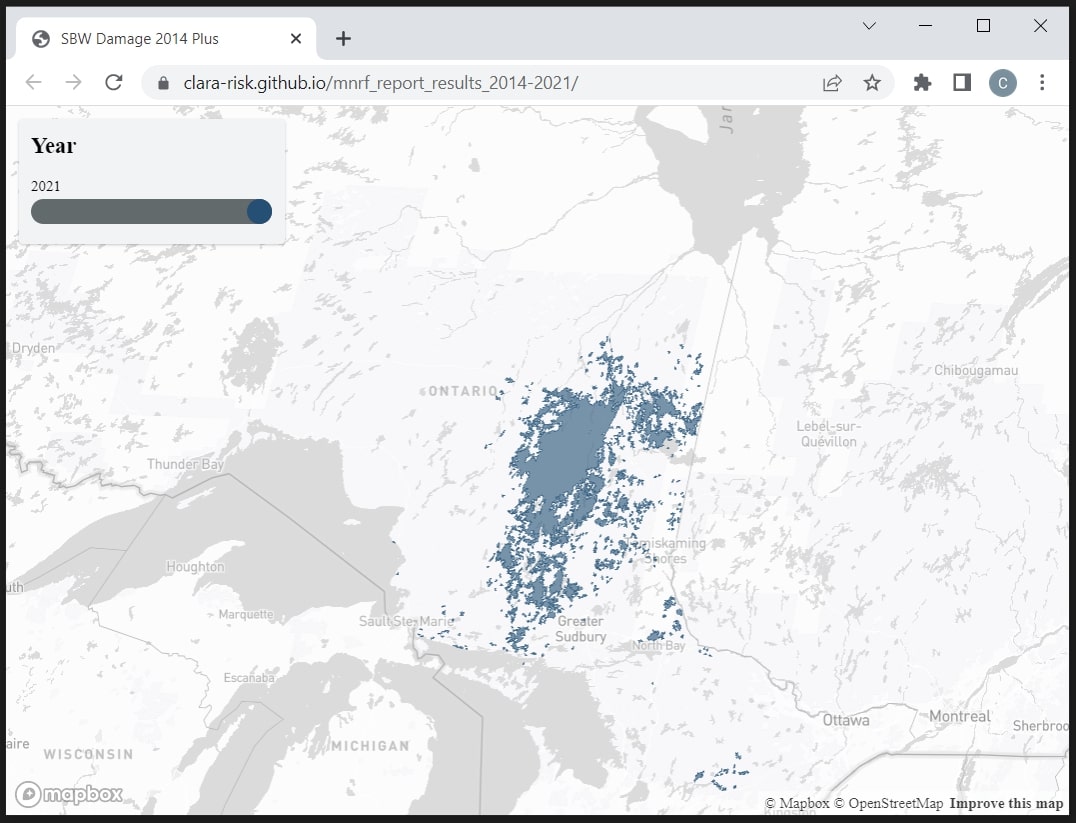 SBW Damage 2014 Plus
clara-risk.github.io/mnrf_report_results_2014-2021/
C
Year
2021
Jan
Dryden
ONTARIO
Chibougamau
Lebel-sur-
Quévillon
Thunder Bay
Temiskaming
Shores
Houghton
uth
Marquette
Sault Ste-Marie
Greater
Sudbury
North Bay
Escanaba
Ottawa
Montreal
Sherbroo
aire
WISCONSIN
MICHIGAN
mapbox
© Mapbox © OpenStreetMap Improve this map
Kingston